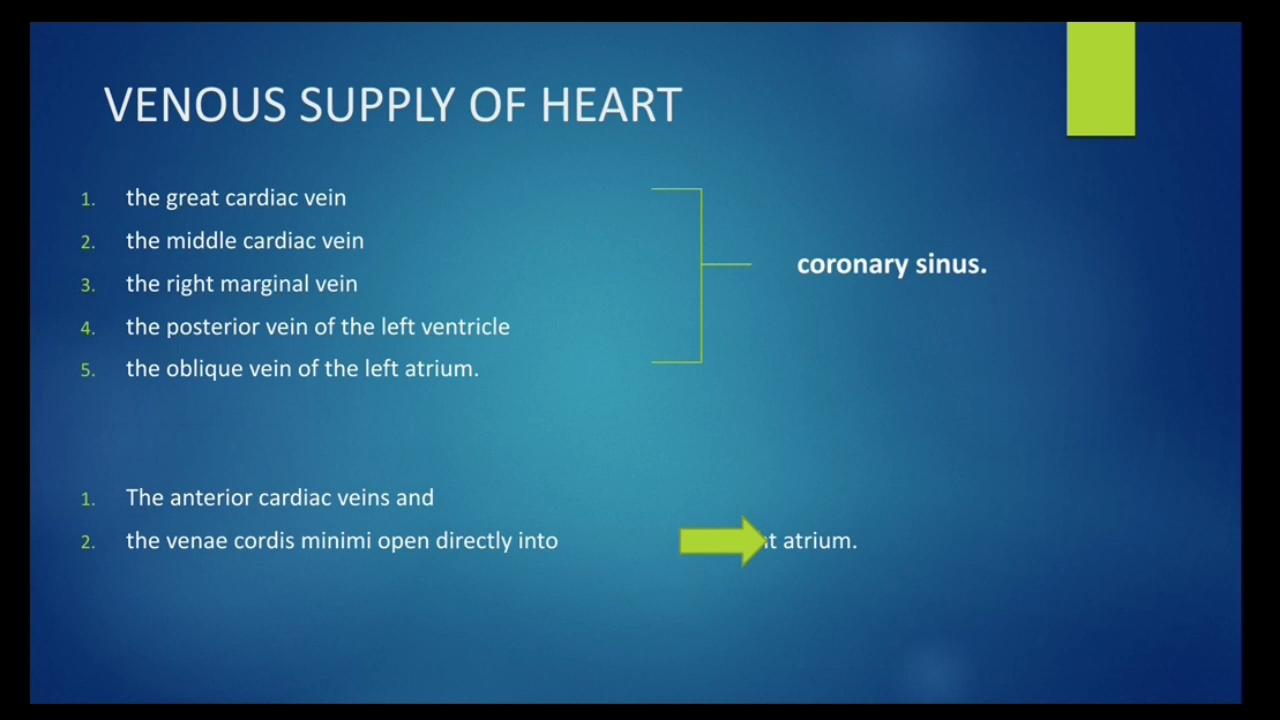 VENOUS SUPPLY OF HEART
1. the great cardiac vein
2. the middle cardiac vein
3. the right marginal vein
4. the posterior vein of the left ventricle
5. the oblique vein of the left atrium.
coronary sinus.
1. The anterior cardiac veins and
2. the venae cordis minimi open directly into atrium.